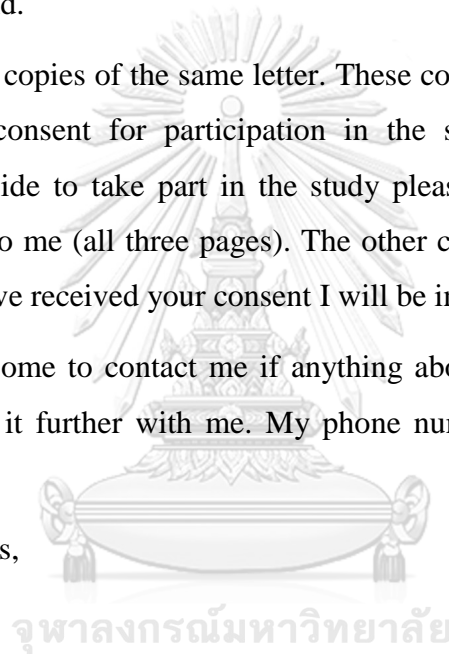 d.
copies of the same letter. These co
consent for participation in the s
ide to take part in the study pleas
o me (all three pages). The other c
ve received your consent I will be in
ome to contact me if anything abo
it further with me. My phone nur
s,
จุฬาลงกรณ์มหาวิทยาลัย